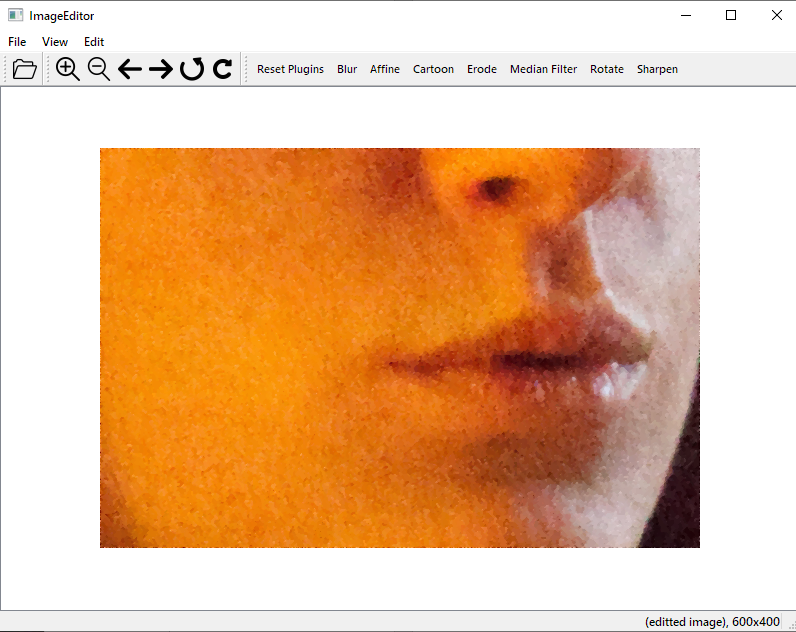 ImageEditor
File View Edit
Reset Plugins Blur Affine Cartoon Erode Median Filter Rotate Sharpen
(editted image), 600x400